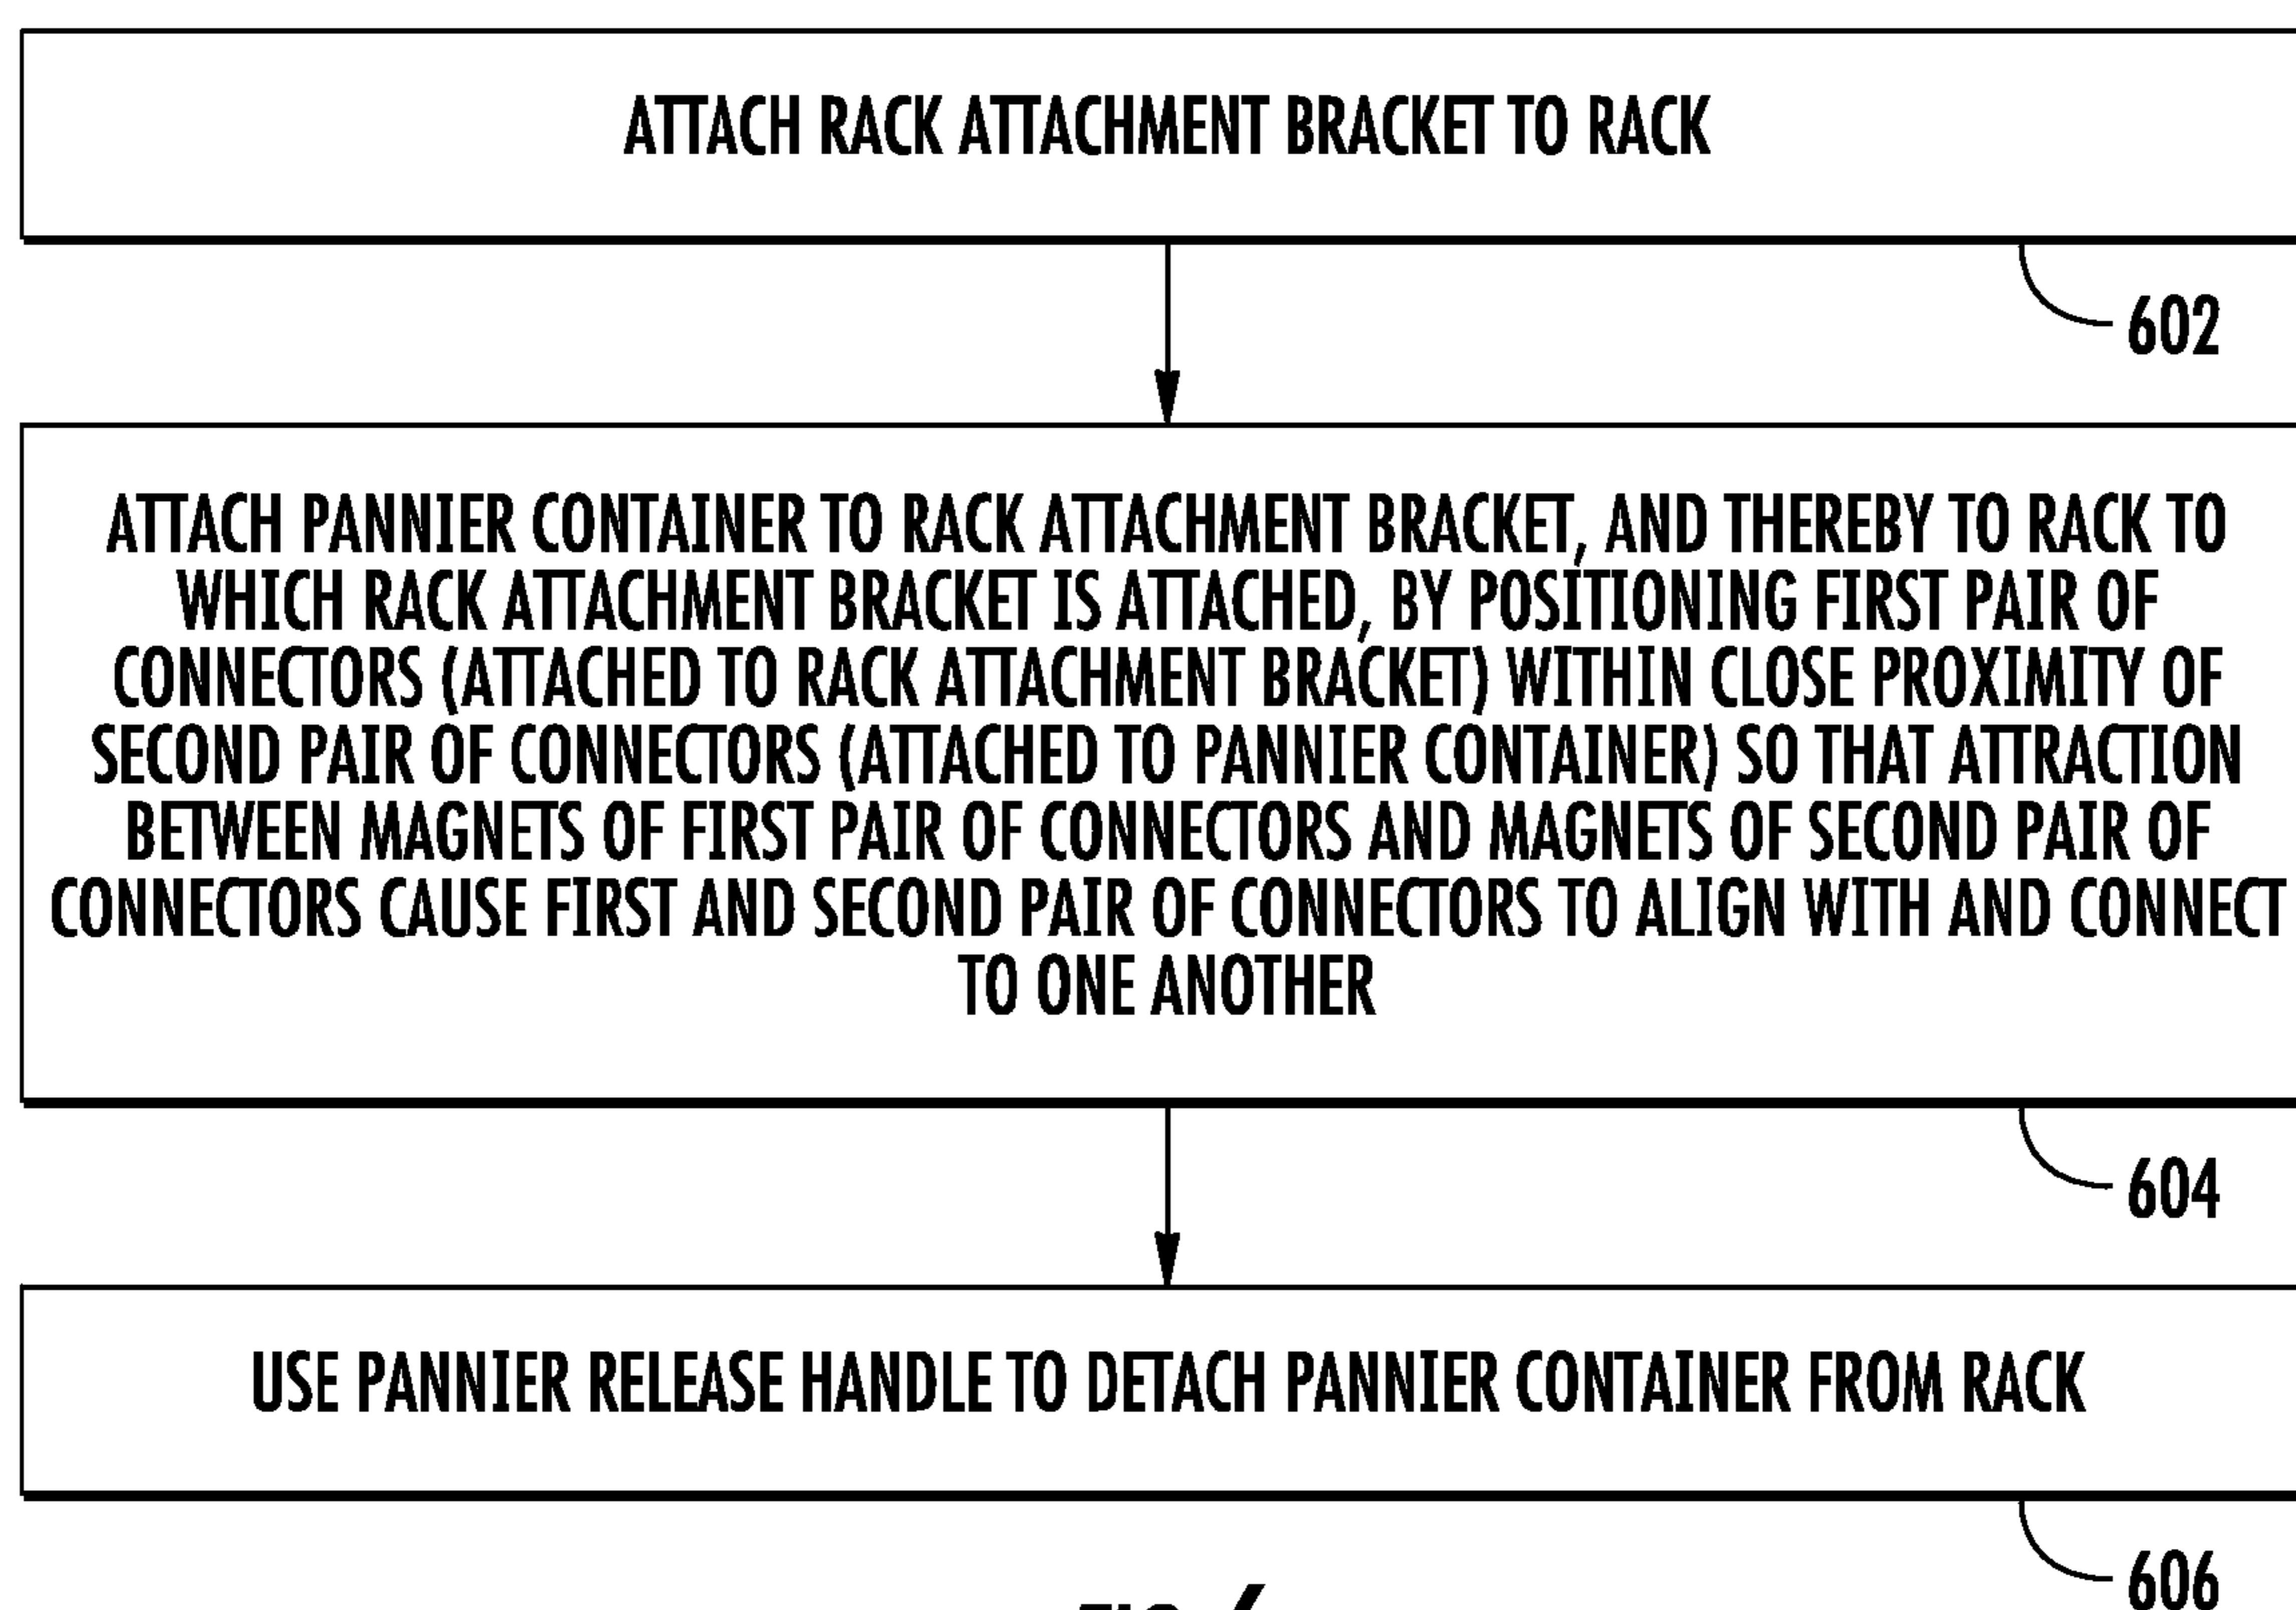 ATTACH RACK ATTACHMENT BRACKET TO RACK
602
ATTACH PANNIER CONTAINER TO RACK ATTACHMENT BRACKET, AND THEREBY TO RACK TO
WHICH RACK ATTACHMENT BRACKET IS ATTACHED, BY POSITIONING FIRST PAIR OF
CONNECTORS (ATTACHED TO RACK ATTACHMENT BRACKET) WITHIN CLOSE PROXIMITY OF
SECOND PAIR OF CONNECTORS (ATTACHED TO PANNIER CONTAINER) SO THAT ATTRACTION
BETWEEN MAGNETS OF FIRST PAIR OF CONNECTORS AND MAGNETS OF SECOND PAIR OF
CONNECTORS CAUSE FIRST AND SECOND PAIR OF CONNECTORS TO ALIGN WITH AND CONNECT
TO ONE ANOTHER
604
USE PANNIER RELEASE HANDLE TO DETACH PANNIER CONTAINER FROM RACK
606